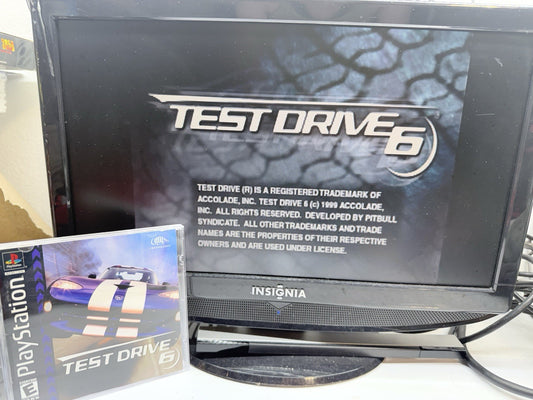 TEST DRIVE 6
TEST DRIVE (R) IS A REGISTERED TRADEMARK OF
ACCOLADE, INC. TEST DRIVE 6 (c) 1999 ACCOLADE,
INC. ALL RIGHTS RESERVED. DEVELOPED BY PITBULL
SYNDICATE. ALL OTHER TRADEMARKS AND TRADE
NAMES ARE THE PROPERTIES OF THEIR RESPECTIVE
OWNERS AND ARE USED UNDER LICENSE.
INSIGNIA
PlayStation
TEST DRIVE
6
E